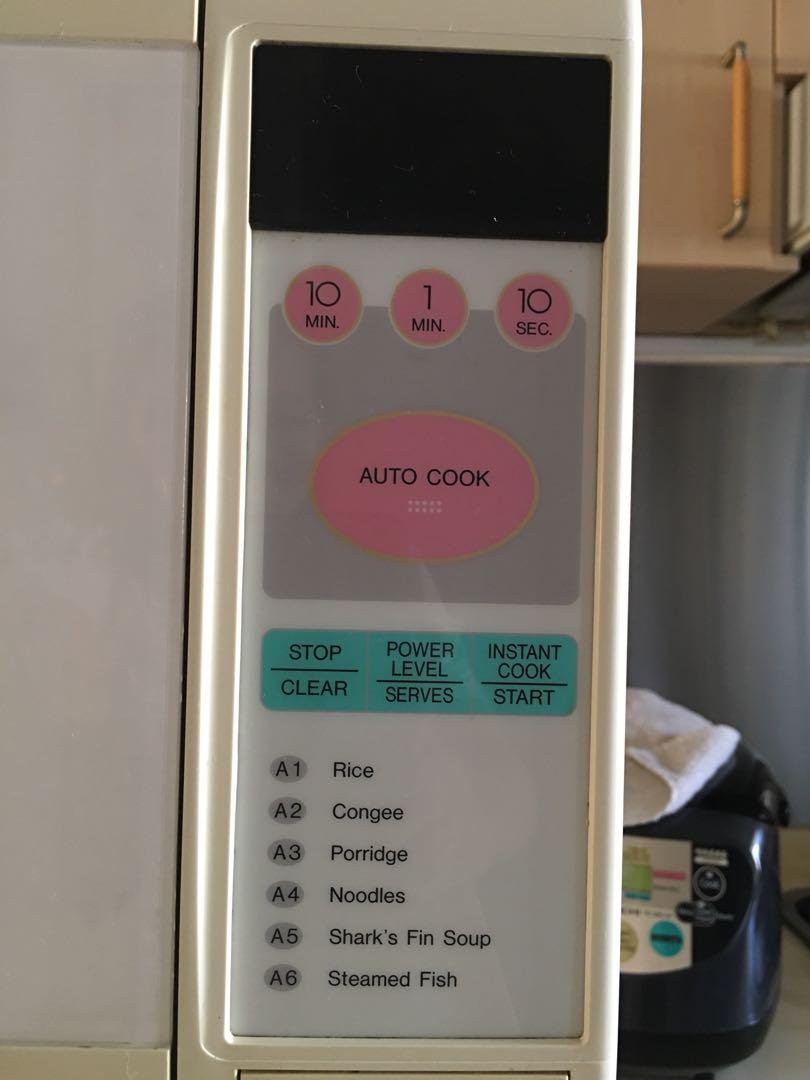 10 1 10
MIN. MIN. SEC.
AUTO COOK
STOP POWER LEVEL INSTANT COOK
CLEAR SERVES START
A1 Rice
A2 Congee
A3 Porridge
A4 Noodles
A5 Shark's Fin Soup
A6 Steamed Fish